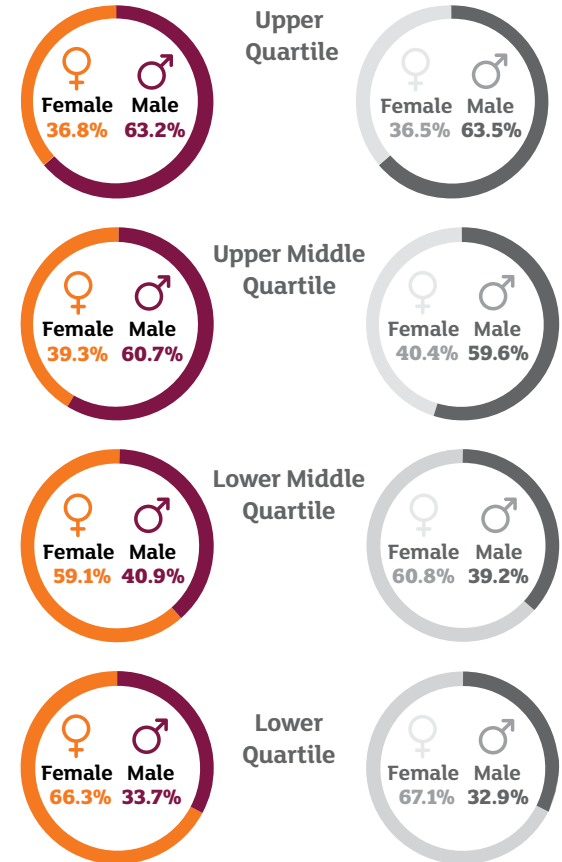 Upper
Quartile
Female Male
36.8% 63.2%
Female Male
36.5% 63.5%
Upper Middle
Quartile
Female Male
39.3% 60.7%
Female Male
40.4% 59.6%
Lower Middle
Quartile
Female Male
59.1% 40.9%
Female Male
60.8% 39.2%
Lower
Quartile
Female Male
66.3% 33.7%
Female Male
67.1% 32.9%